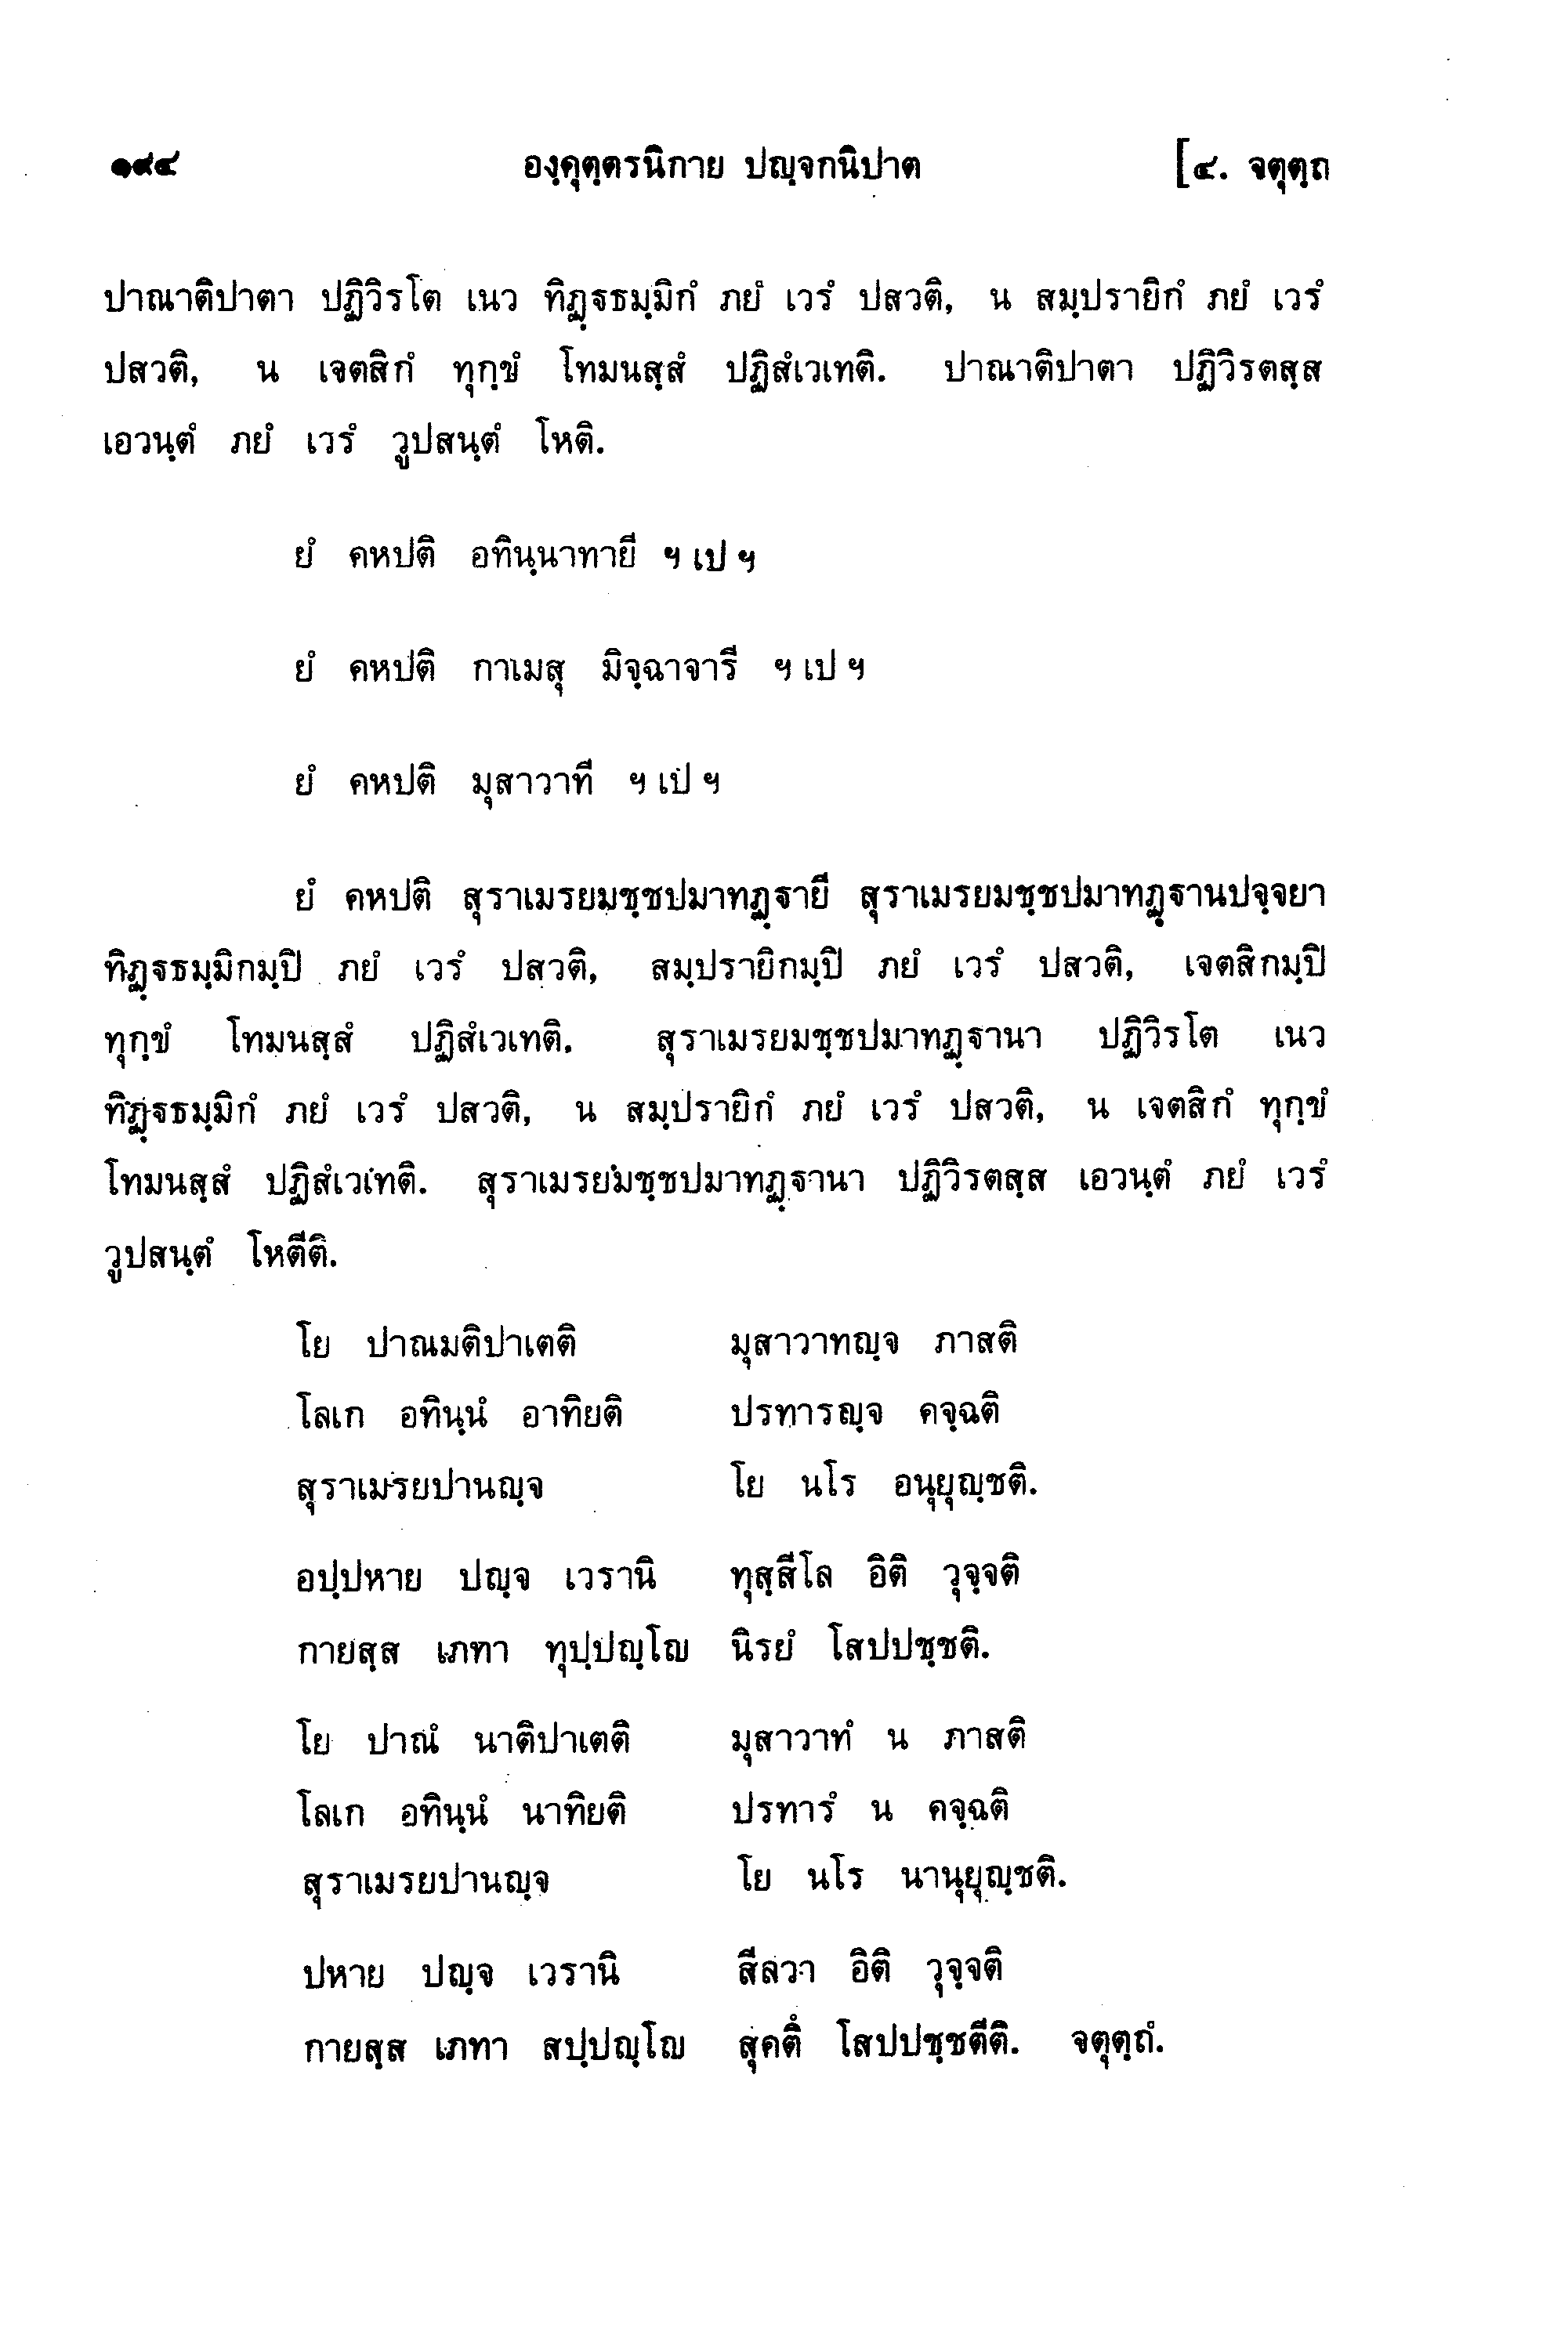 ๑๙๔ องฺคุตฺตรนิกาย ปญฺจกนิปาต [๔. จตุตฺถ
ปาณาติปาตา ปฏิวิรโต เนว ทิฏฺฐธมฺมิกํ ภยํ เวรํ ปสวติ, น สมฺปรายิกํ ภยํ เวรํ
ปสวติ, น เจตสิกํ ทุกฺขํ โทมนสฺสํ ปฏิสํเวเทติ. ปาณาติปาตา ปฏิวิรตสฺส
เอวนฺตํ ภยํ เวรํ วูปสนฺตํ โหติ.
ยํ คหปติ อทินฺนาทายี ฯ เป ฯ
ยํ คหปติ กาเมสุ มิจฺฉาจารี ฯ เป ฯ
ยํ คหปติ มุสาวาที ฯ เป ฯ
ยํ คหปติ สุราเมรยมชฺชปมาทฏฺฐายี สุราเมรยมชฺชปมาทฏฺฐานปจฺจยา
ทิฏฺฐธมฺมิกมฺปิ ภยํ เวรํ ปสวติ, สมฺปรายิกมฺปิ ภยํ เวรํ ปสวติ, เจตสิกมฺปิ
ทุกฺขํ โทมนสฺสํ ปฏิสํเวเทติ. สุราเมรยมชฺชปมาทฏฺฐานา ปฏิวิรโต เนว
ทิฏฺฐธมฺมิกํ ภยํ เวรํ ปสวติ, น สมฺปรายิกํ ภยํ เวรํ ปสวติ, น เจตสิกํ ทุกฺขํ
โทมนสฺสํ ปฏิสํเวเทติ. สุราเมรยมชฺชปมาทฏฺฐานา ปฏิวิรตสฺส เอวนฺตํ ภยํ เวรํ
วูปสนฺตํ โหตีติ.
โย ปาณมติปาเตติ มุสาวาทญฺจ ภาสติ
โลเก อทินฺนํ อาทิยติ ปรทารญฺจ คจฺฉติ
สุราเมรยปานญฺจ โย นโร อนุยุญฺชติ.
อปฺปหาย ปญฺจ เวรานิ ทุสฺสีโล อิติ วุจฺจติ
กายสฺส เภทา ทุปฺปญฺโญ นิรยํ โสปปชฺชติ.
โย ปาณํ นาติปาเตติ มุสาวาทํ น ภาสติ
โลเก อทินฺนํ นาทิยติ ปรทารํ น คจฺฉติ
สุราเมรยปานญฺจ โย นโร นานุยุญฺชติ.
ปหาย ปญฺจ เวรานิ สีลวา อิติ วุจฺจติ
กายสฺส เภทา สปฺปญฺโญ สุคตึ โสปปชฺชตีติ. จตุตฺถํ.